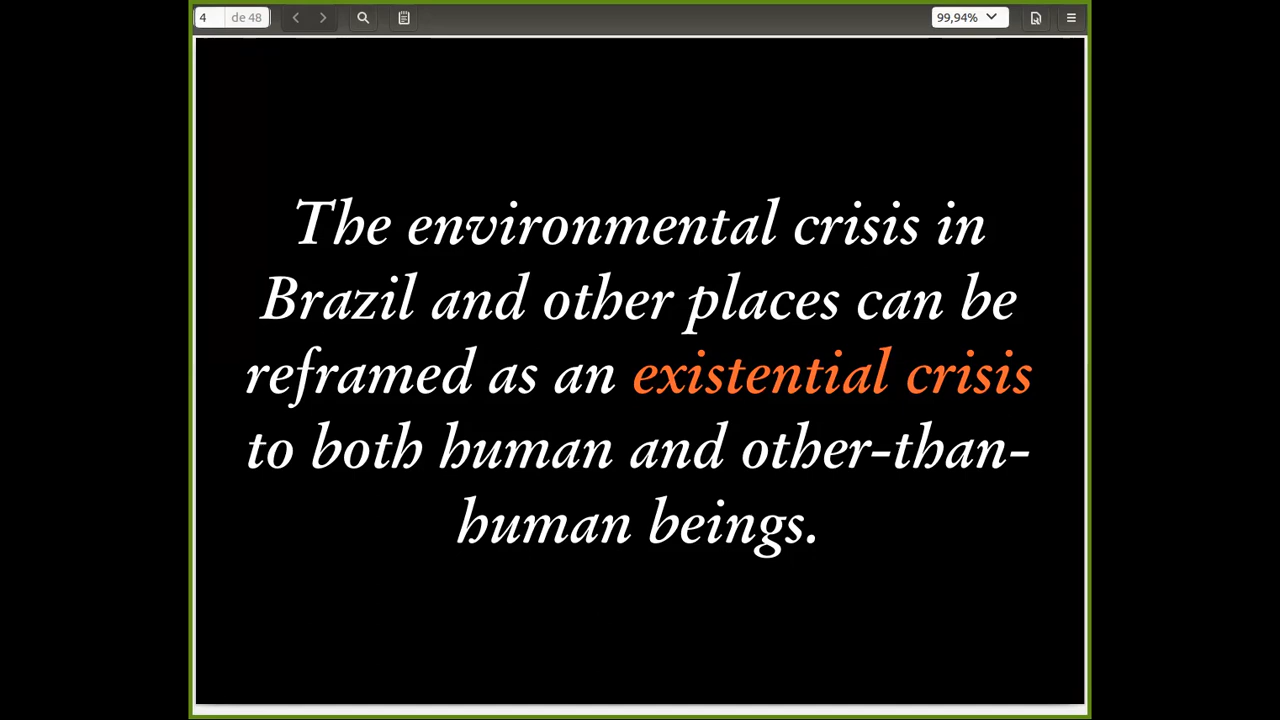 4 de 48 99,94%
The environmental crisis in
Brazil and other places can be
reframed as an existential crisis
to both human and other-than-
human beings.